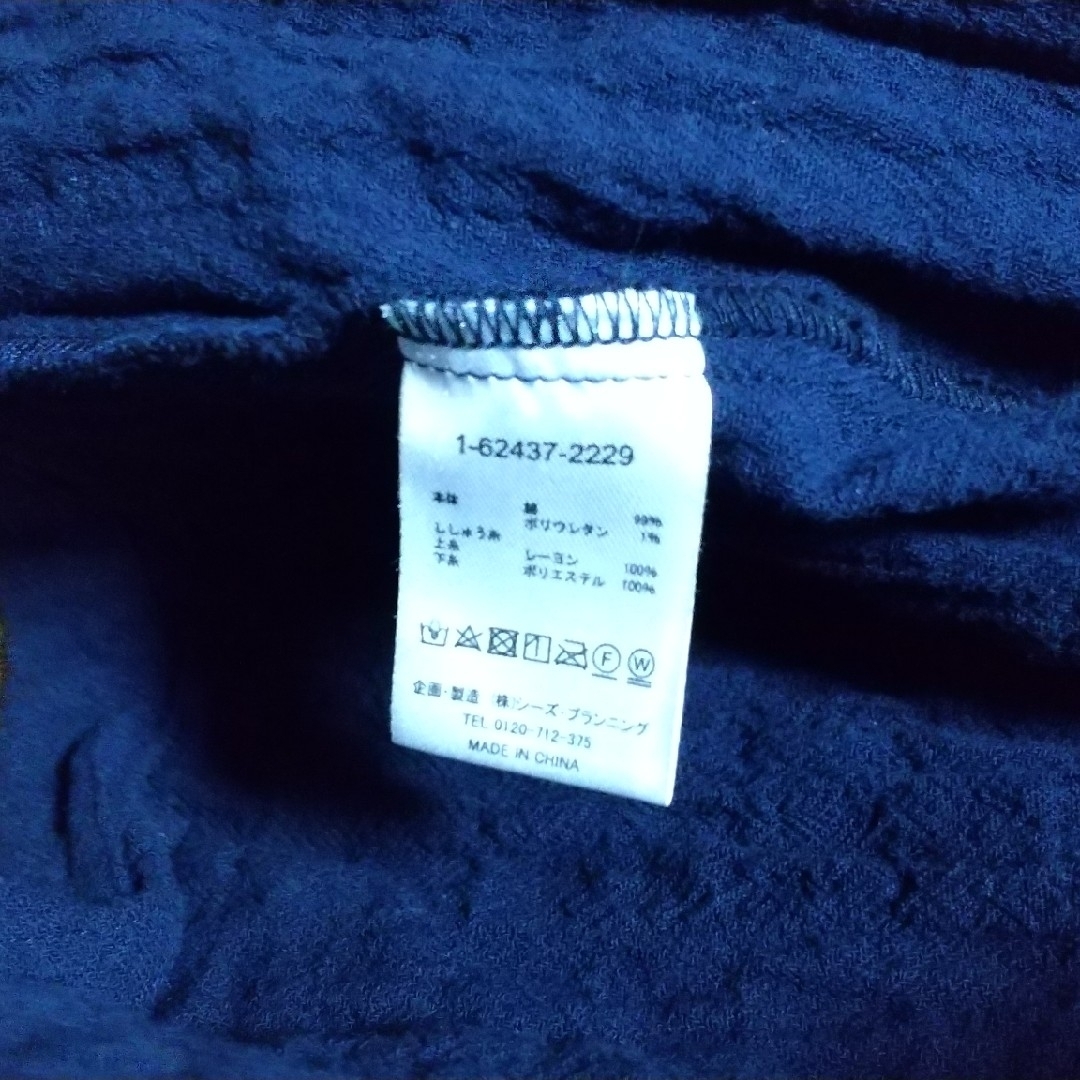 1-62437-2229
本体 綿 99%
ポリウレタン 1%
ししゅう糸
上糸 レーヨン 100%
下糸 ポリエステル 100%
F W
企画・製造 (株)シーズ・プランニング
TEL 0120-712-375
MADE IN CHINA